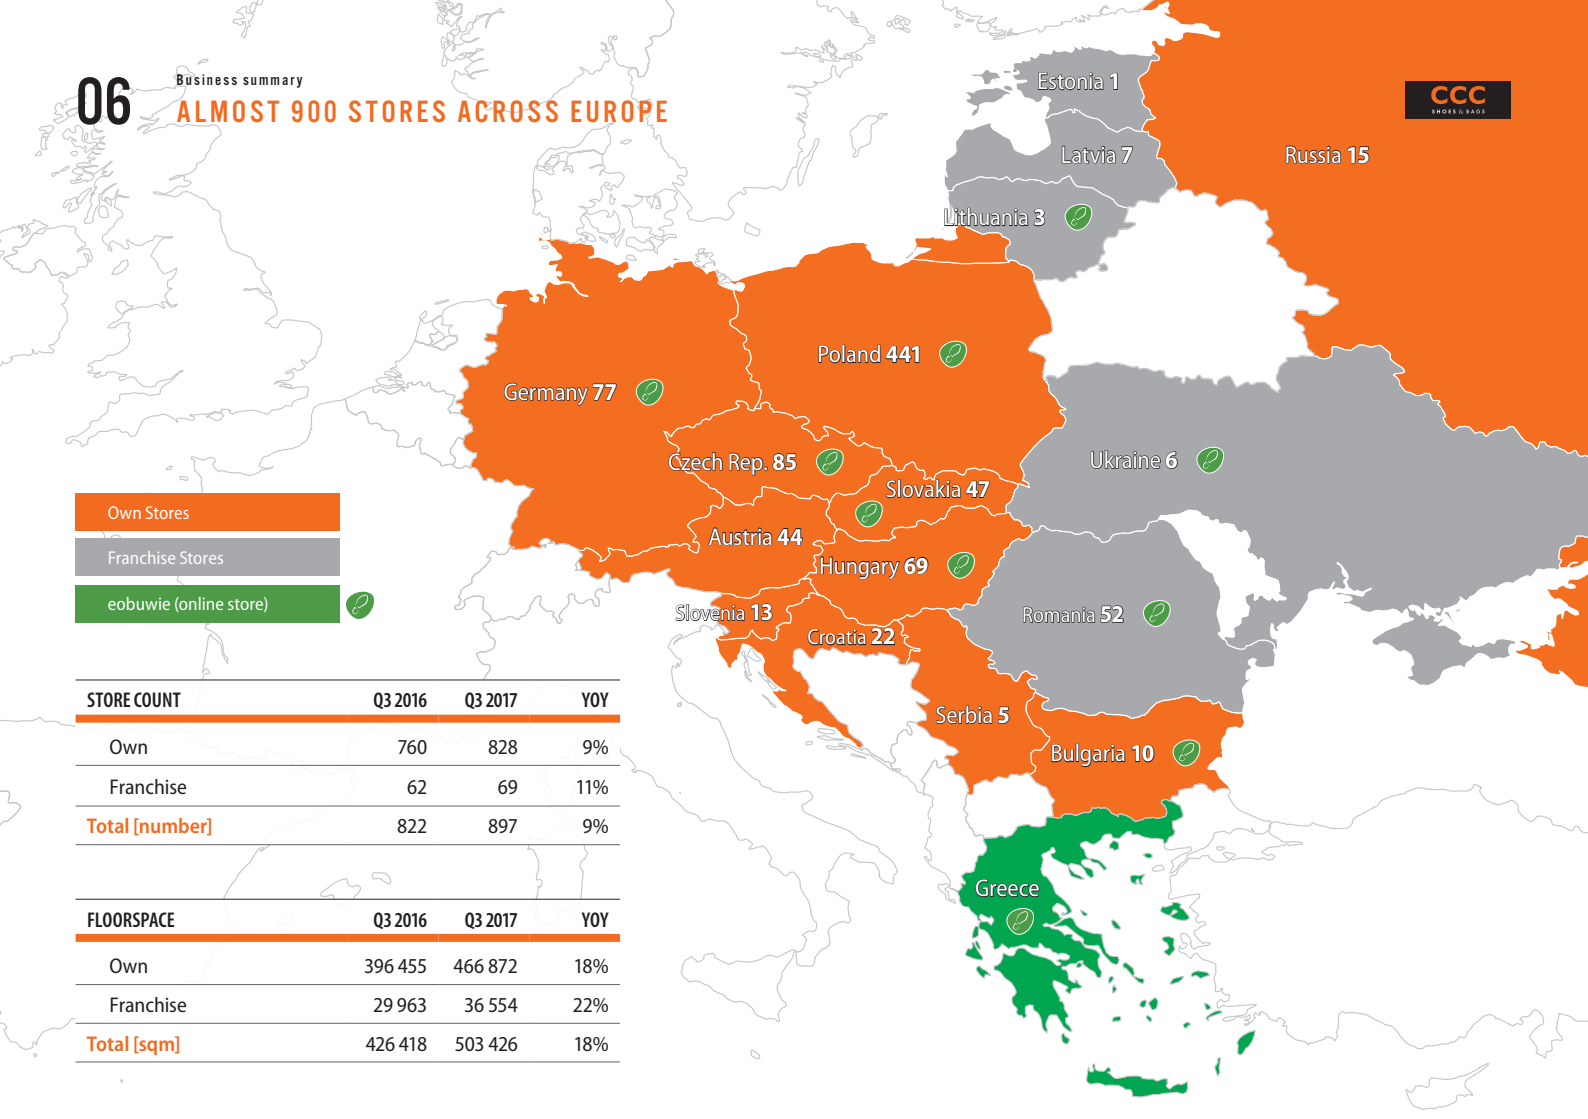 06
Business summary
ALMOST 900 STORES ACROSS EUROPE
CCC
SHOES & BAGS
Estonia 1
Latvia 7
Russia 15
Lithuania 3
Poland 441
Germany 77
Czech Rep. 85
Ukraine 6
Slovakia 47
Austria 44
Hungary 69
Slovenia 13
Croatia 22
Romania 52
Serbia 5
Bulgaria 10
Greece
Own Stores
Franchise Stores
eobuwie (online store)
STORE COUNT Q3 2016 Q3 2017 YOY
Own 760 828 9%
Franchise 62 69 11%
Total [number] 822 897 9%
FLOORSPACE Q3 2016 Q3 2017 YOY
Own 396 455 466 872 18%
Franchise 29 963 36 554 22%
Total [sqm] 426 418 503 426 18%